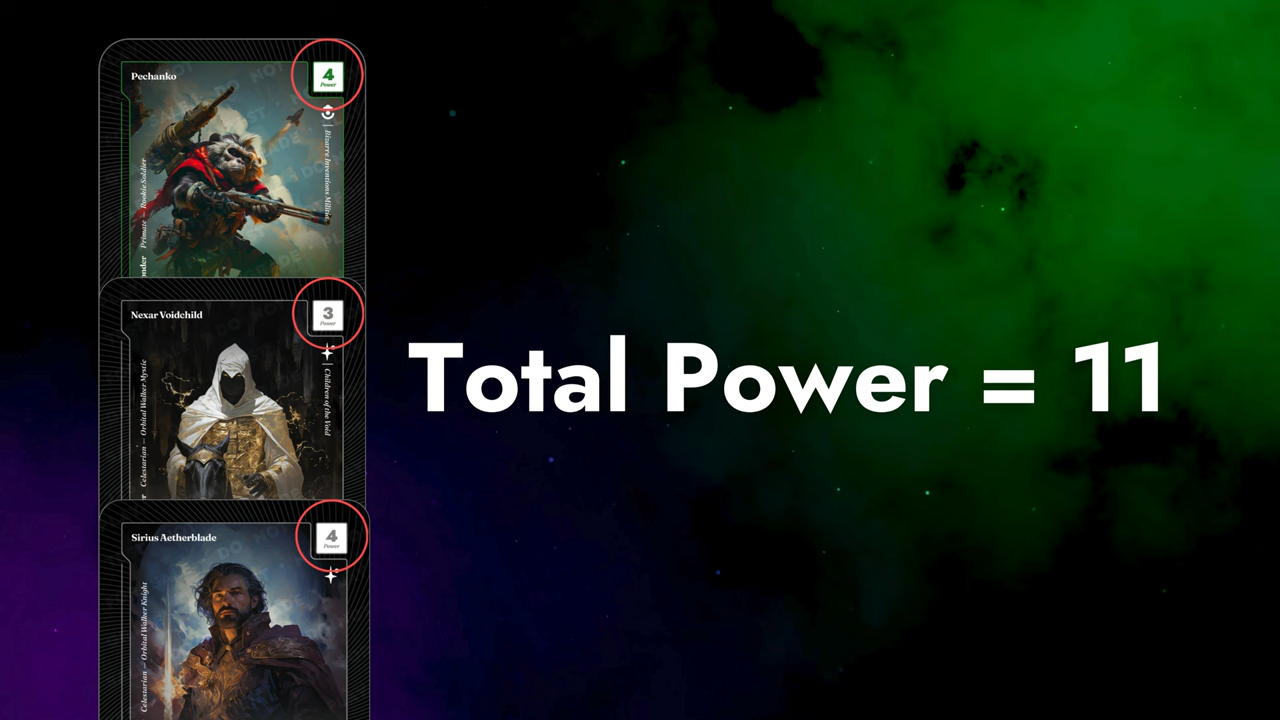 Pechanko
4
Power
Bizarre Inventions Militia
Primate — Rookie Soldier
Nexar Voidchild
3
Power
Children of the Void
Celestarian — Orbital Walker Mystic
Total Power = 11
Sirius Aetherblade
4
Power
Celestarian — Orbital Walker Knight